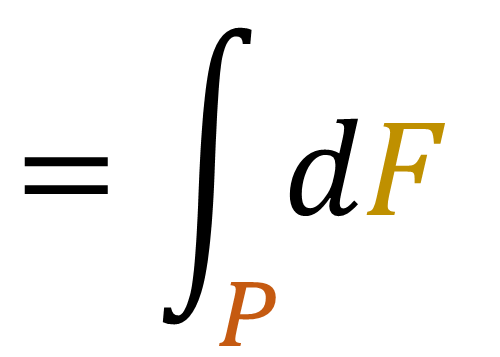 = ∫_P dF